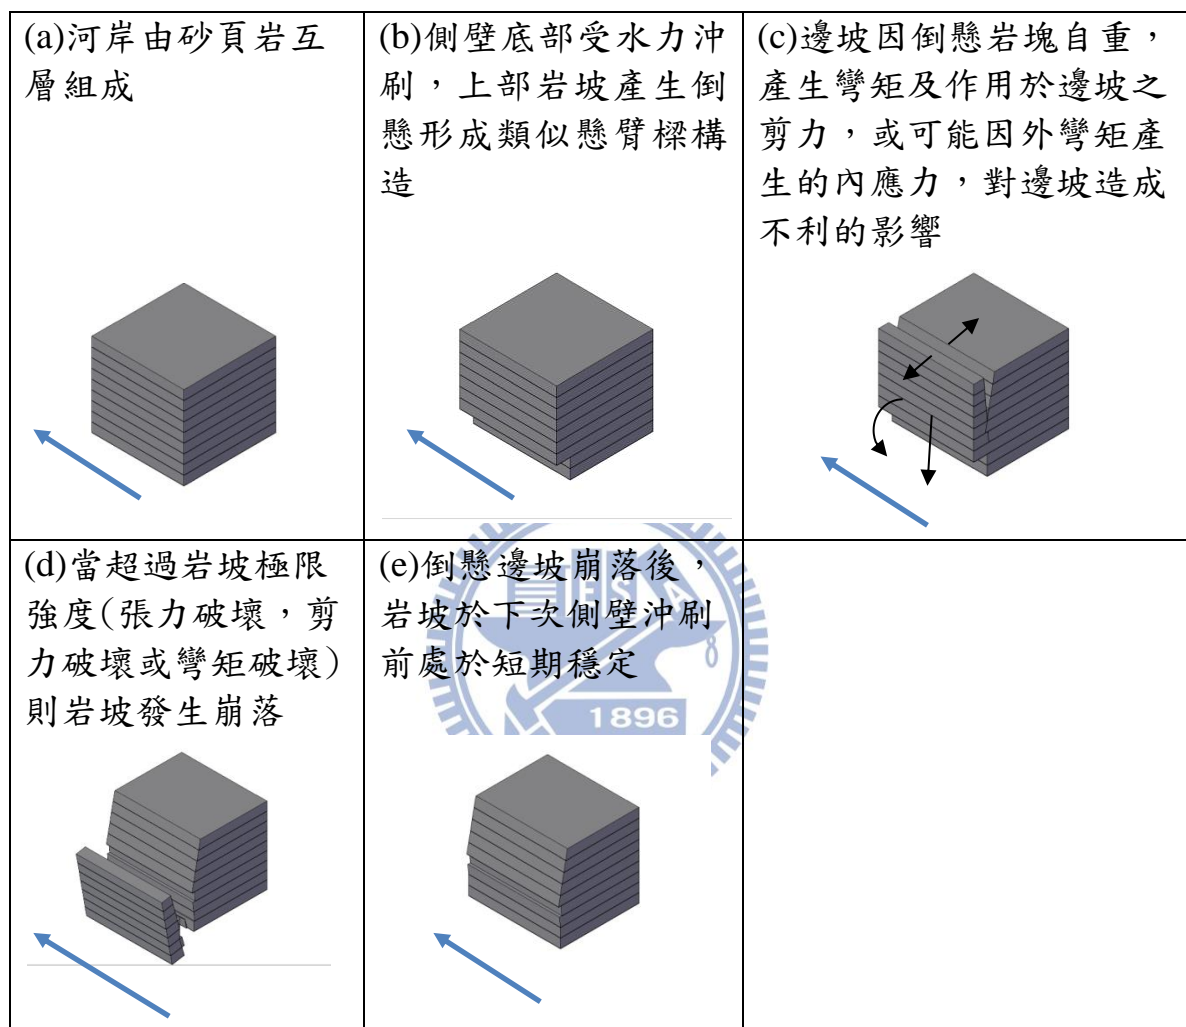 (a)河岸由砂頁岩互
層組成
(b)側壁底部受水力沖
刷，上部岩坡產生倒
懸形成類似懸臂樑構
造
(c)邊坡因倒懸岩塊自重，
產生彎矩及作用於邊坡之
剪力，或可能因外彎矩產
生的內應力，對邊坡造成
不利的影響
(d)當超過岩坡極限
強度(張力破壞，剪
力破壞或彎矩破壞)
則岩坡發生崩落
(e)倒懸邊坡崩落後，
岩坡於下次側壁沖刷
前處於短期穩定
1896